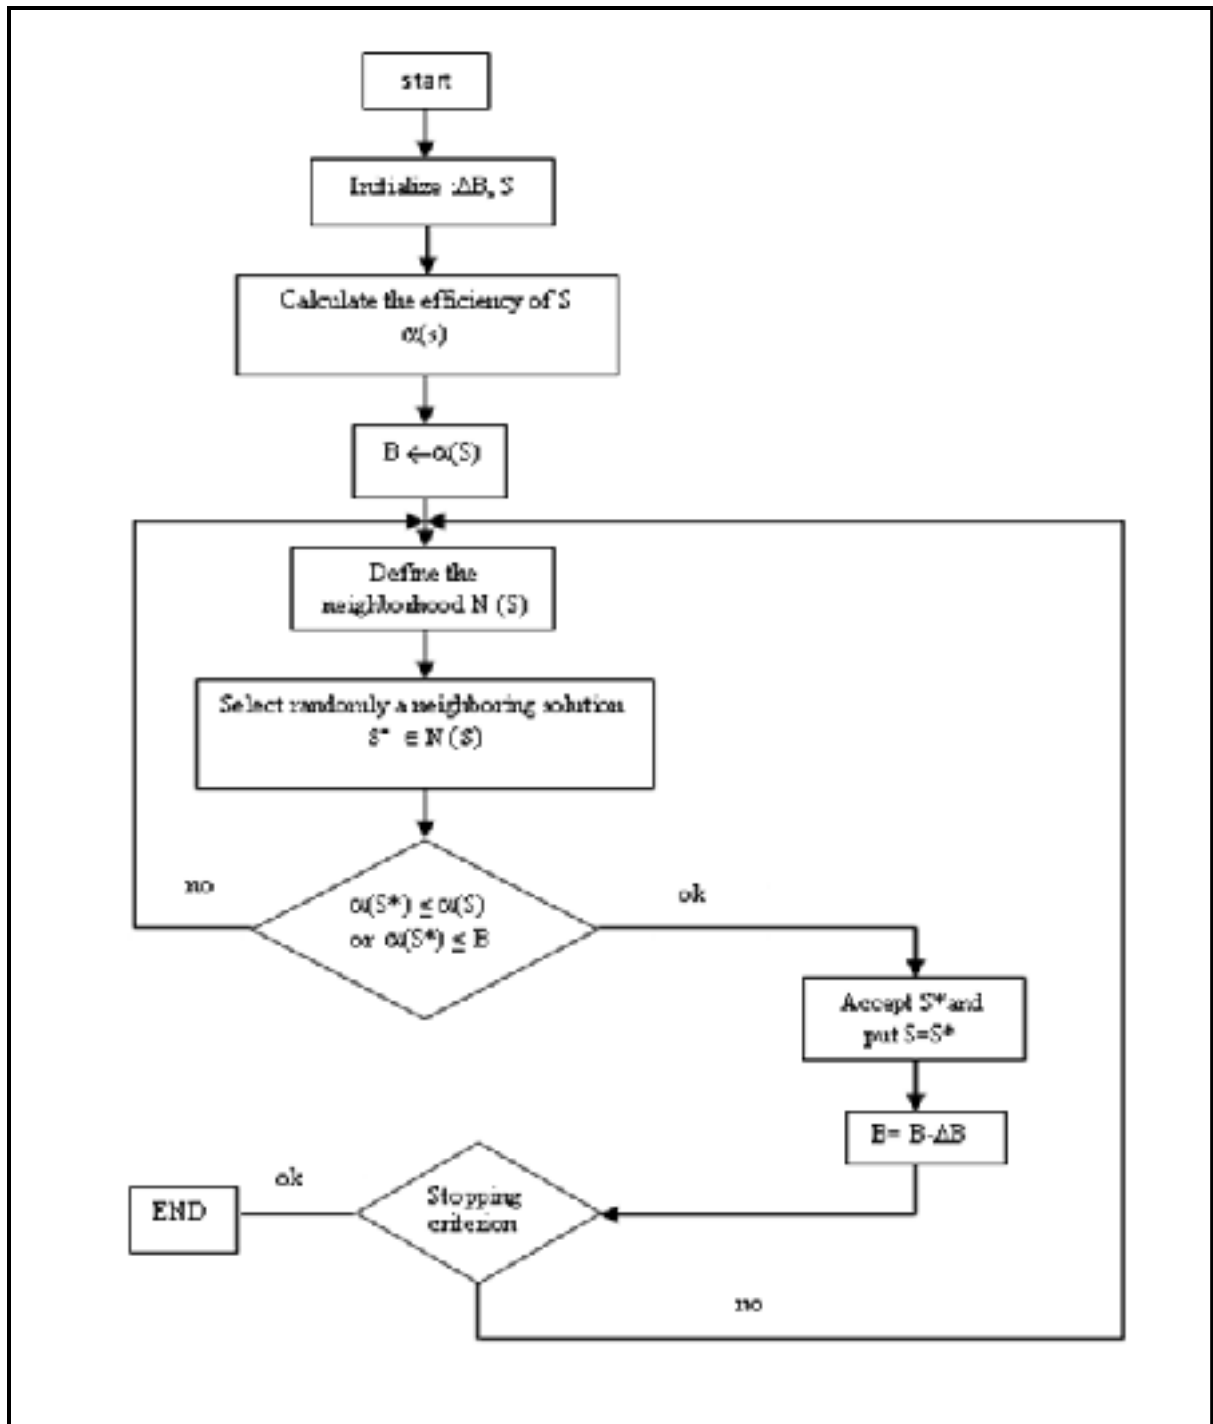 start
Initialize :ΔB, S
Calculate the efficiency of S
α(s)
B ←α(S)
Define the
neighborhood N (S)
Select randomly a neighboring solution
S* ∈ N (S)
no
α(S*) ≤ α(S)
or α(S*) ≤ B
ok
Accept S* and
put S=S*
B= B-ΔB
ok
END
Stopping
criterion
no